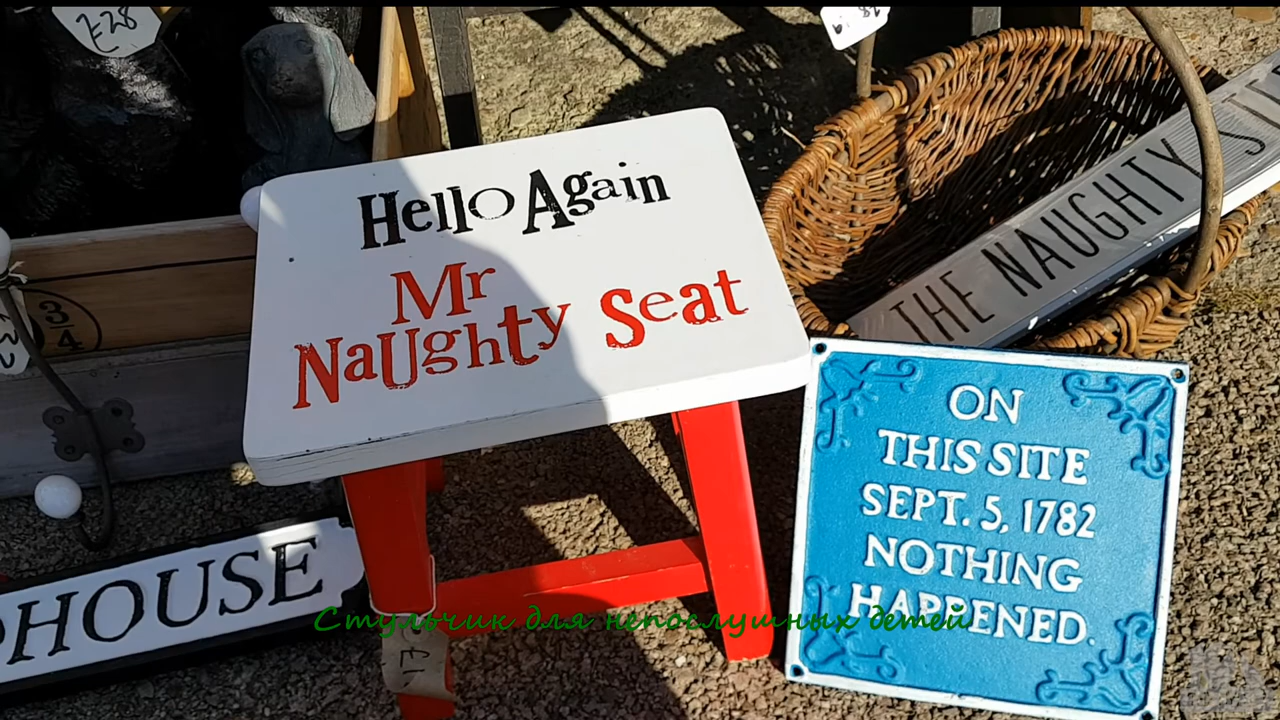 £28
Hello Again
Mr
Naughty Seat
THE NAUGHTY
3/4
ON
THIS SITE
SEPT. 5, 1782
NOTHING
HAPPENED.
HOUSE
Стульчик для непослушных детей